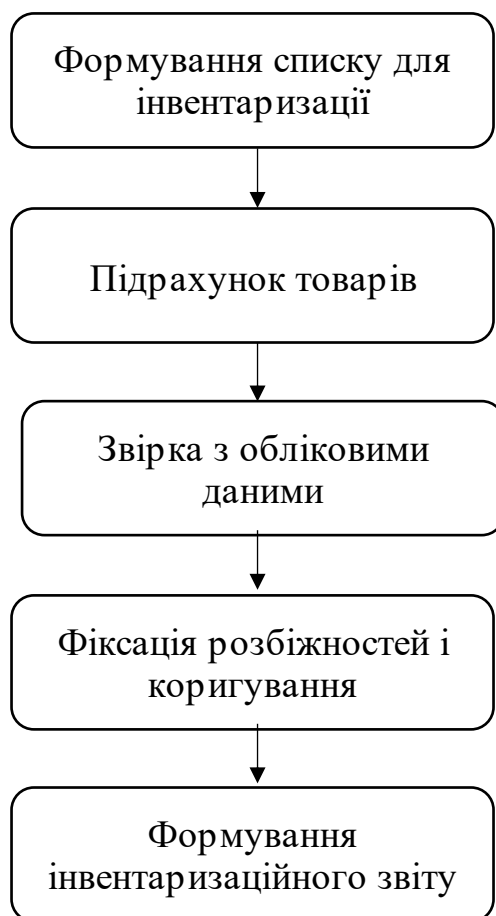 Формування списку для
інвентаризації
Підрахунок товарів
Звірка з обліковими
даними
Фіксація розбіжностей і
коригування
Формування
інвентаризаційного звіту